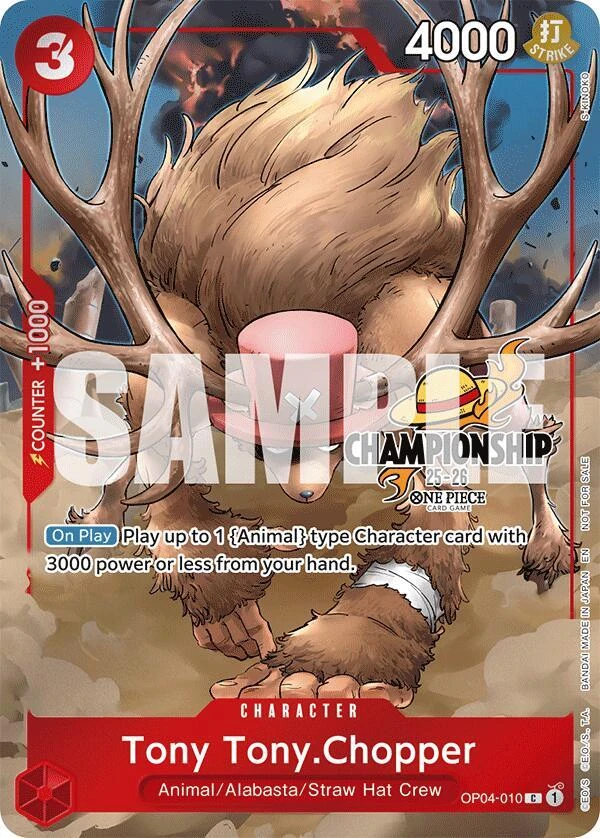 3
4000
打
STRIKE
S-KINOKO
COUNTER +1000
SAMPLE
CHAMPIONSHIP
25-26
ONE PIECE
CARD GAME
On Play Play up to 1 {Animal} type Character card with
3000 power or less from your hand.
BANDAI MADE IN JAPAN EN NOT FOR SALE
©E.O/S. ©E.O./S., T.A.
CHARACTER
Tony Tony.Chopper
Animal/Alabasta/Straw Hat Crew
OP04-010 C 1